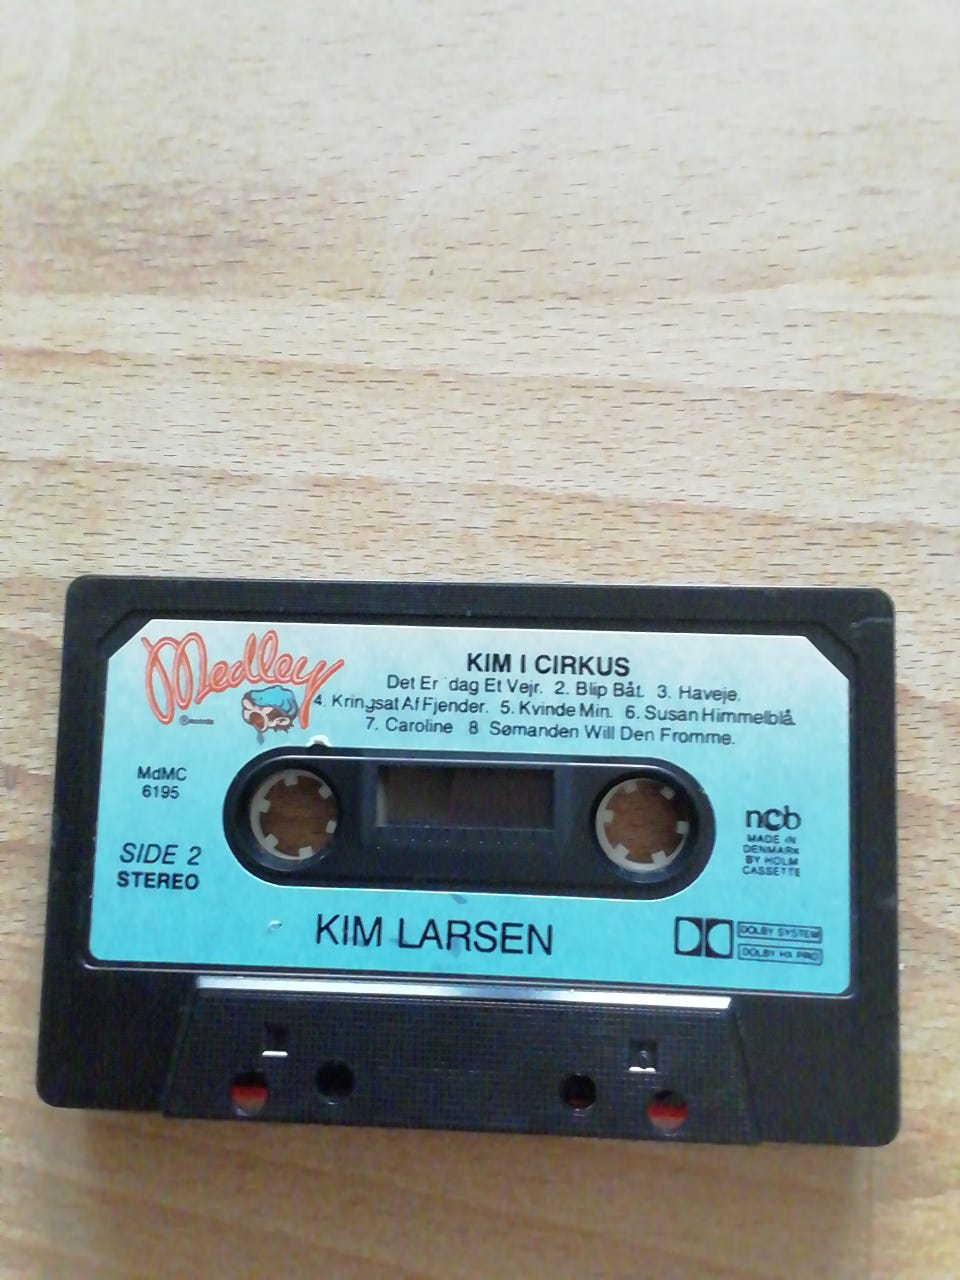 Medley
KIM I CIRKUS
Det Er dag Et Vejr. 2. Blip Båt. 3. Haveje.
4. Kringsat Af Fjender. 5. Kvinde Min. 6. Susan Himmelblå.
7. Caroline 8 Sømanden Will Den Fromme.
MdMC
6195
SIDE 2
STEREO
ncb
MADE IN
DENMARK
BY HOLM
CASSETTE
KIM LARSEN
DOLBY SYSTEM
DOLBY HX PRO